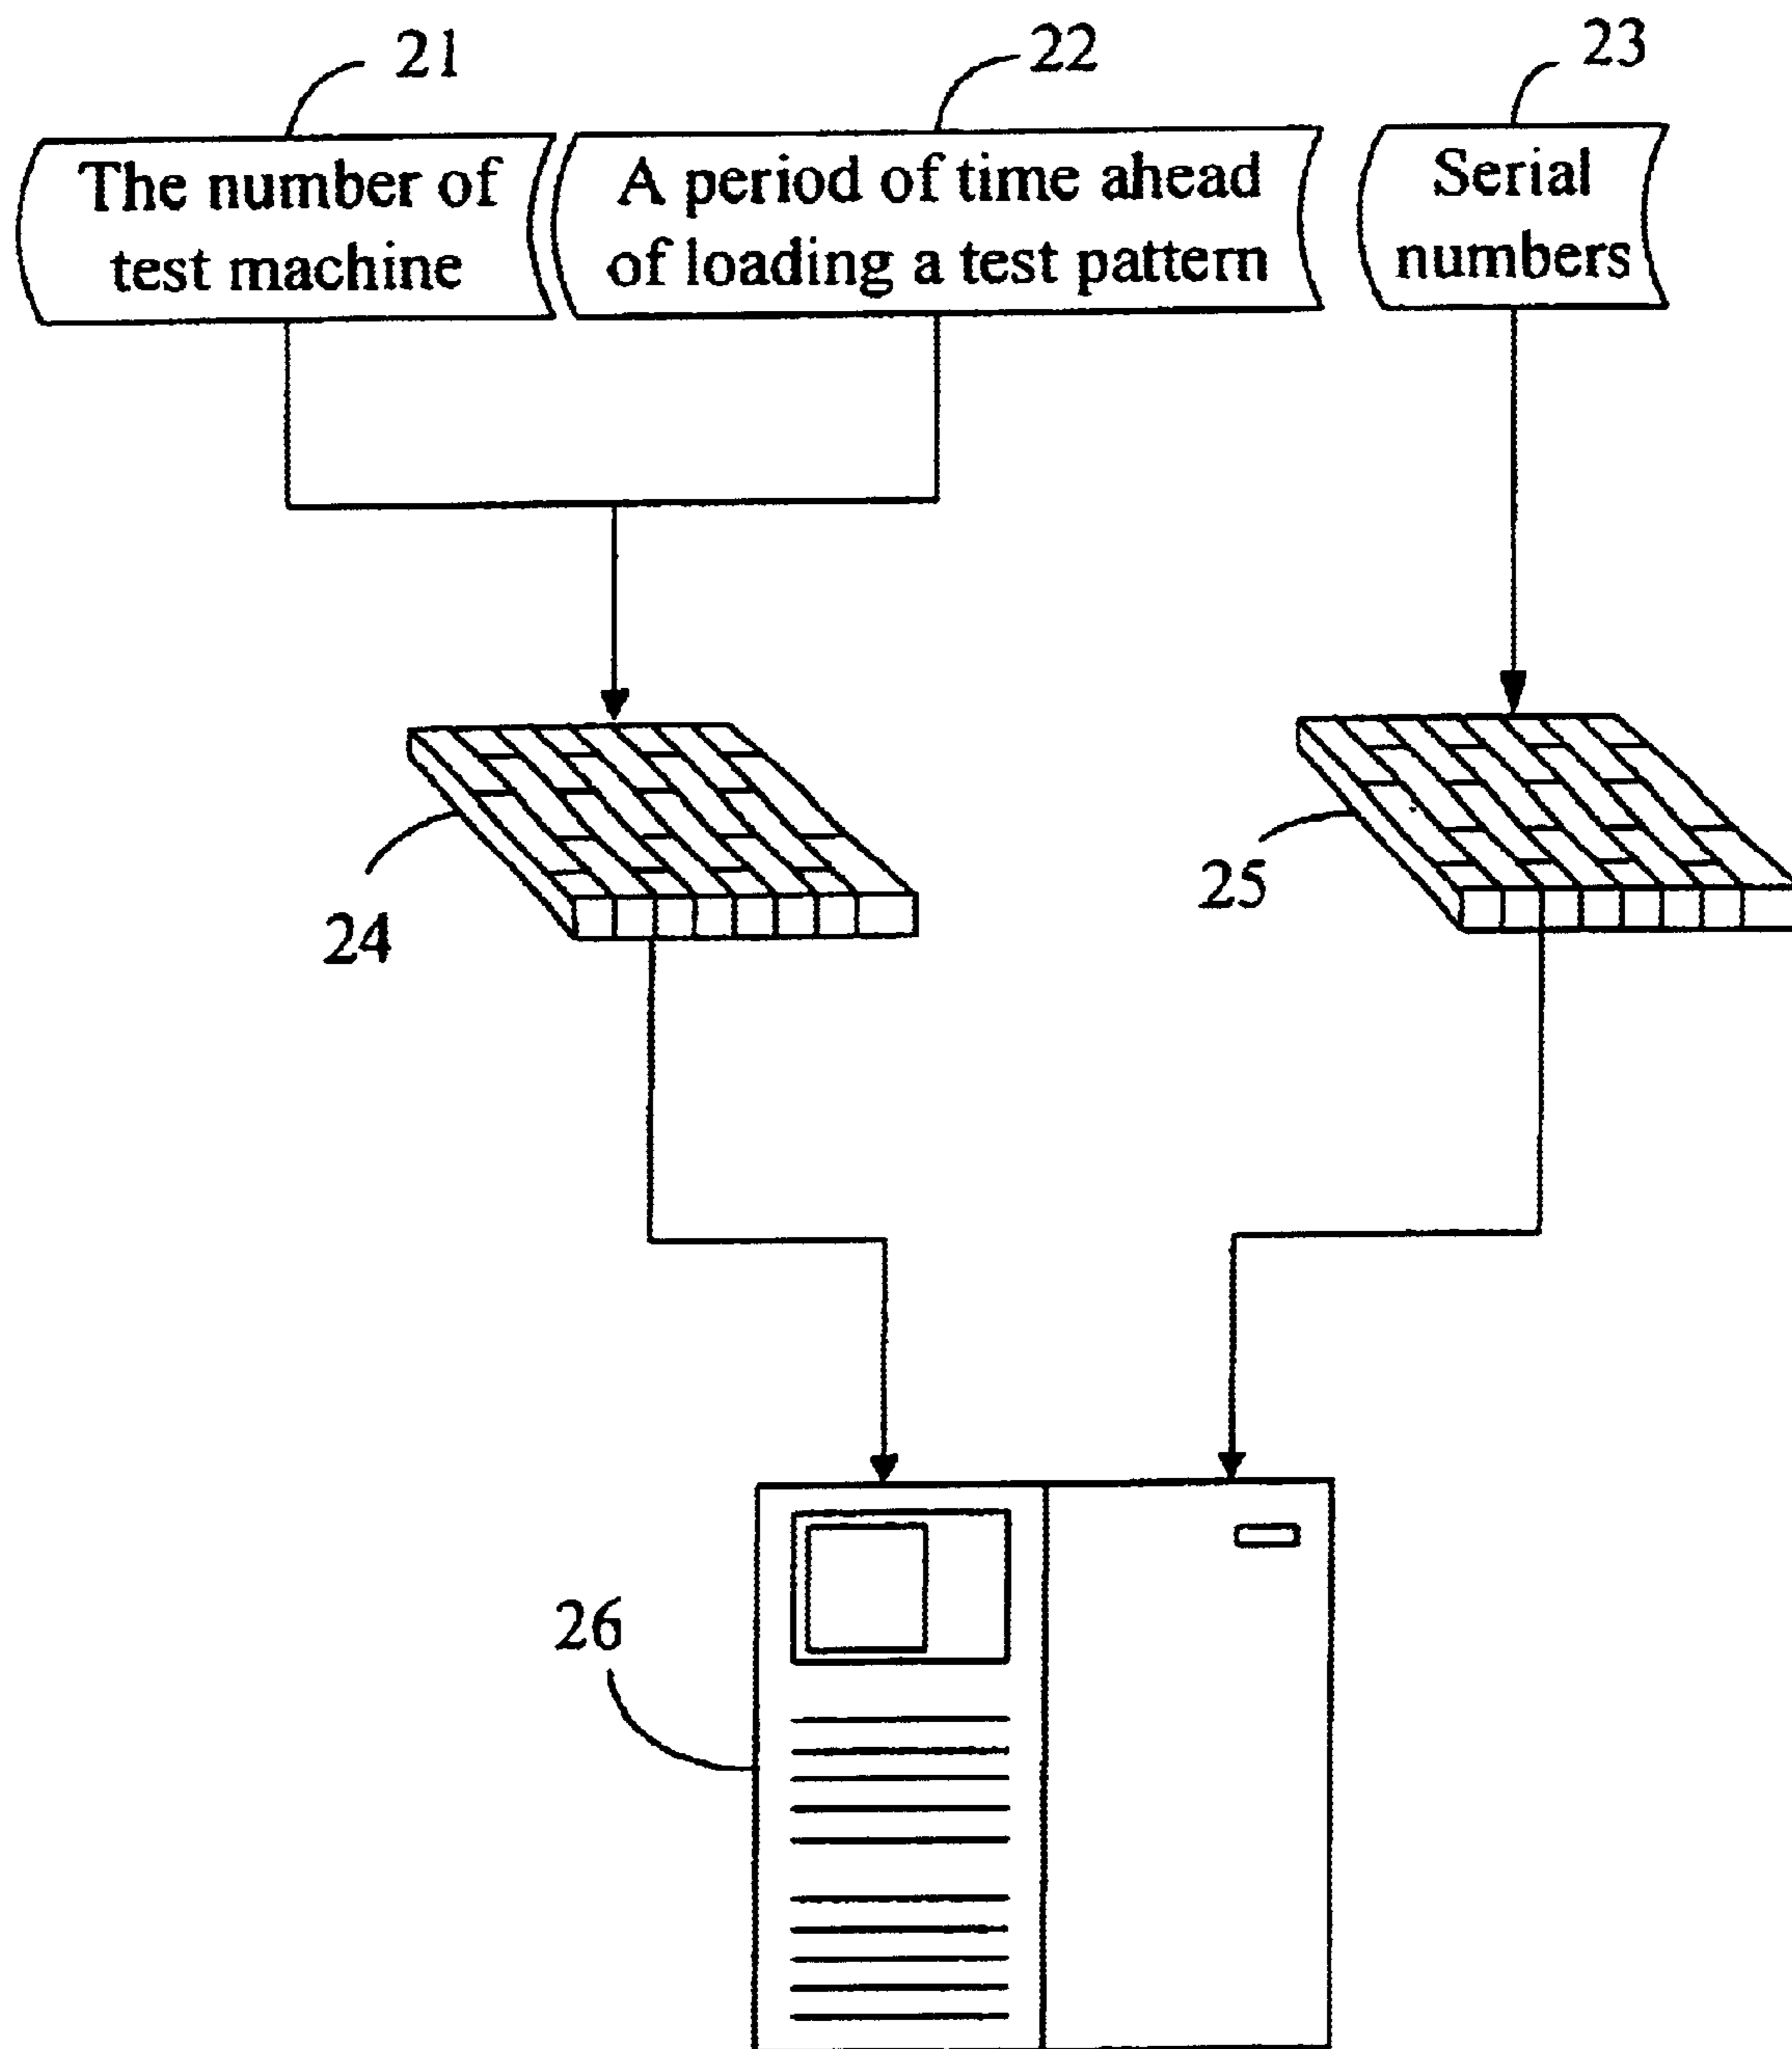 21
22
23
The number of
test machine
A period of time ahead
of loading a test pattern
Serial
numbers
24
25
26